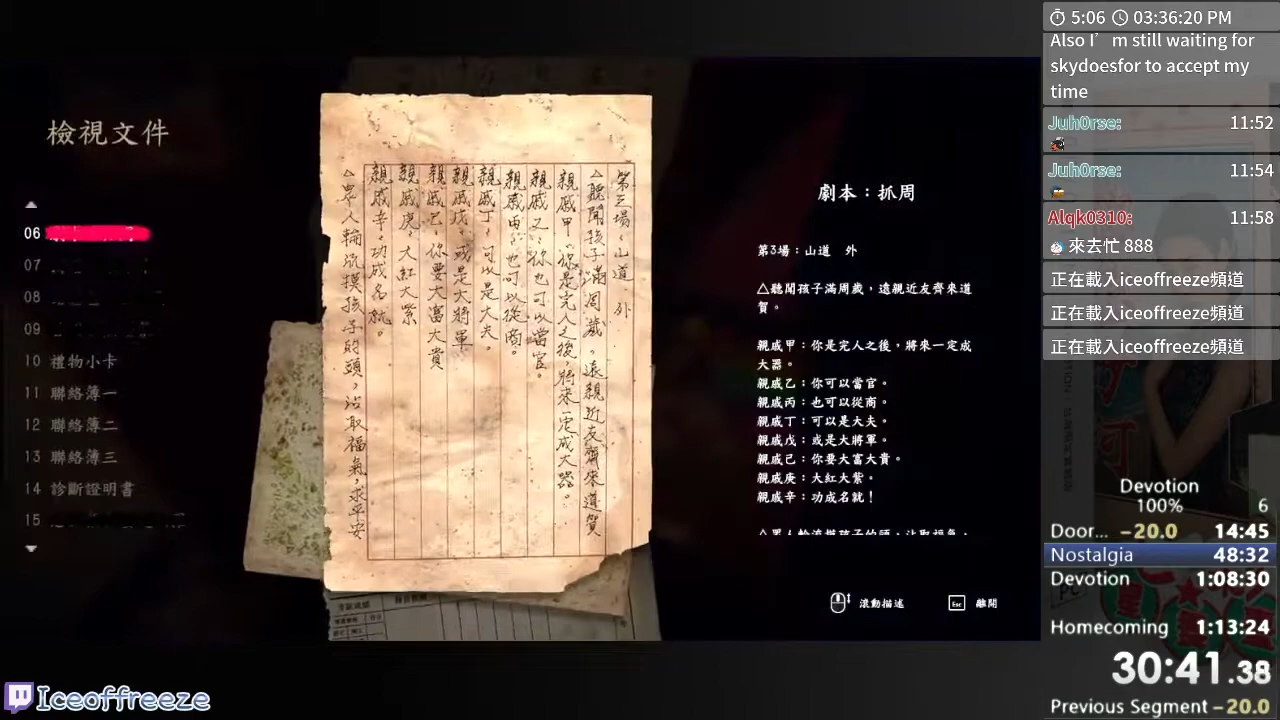 檢視文件
06
07
08
09
10 禮物小卡
11 聯絡簿一
12 聯絡簿二
13 聯絡簿三
14 診斷證明書
15
第三場，山道 外
△聽聞孩子滿周歲，遠親近友齊來道賀
親戚甲：你是完人之後，將來一定成大器。
親戚乙：你也可以當官。
親戚丙：也可以從商。
親戚丁：可以是大夫。
親戚戊：或是大將軍
親戚己：你要大富大貴
親戚庚：大紅大紫
親戚辛：功成名就。
△眾人輪流摸孩子的頭，沾取福氣，求平安
劇本：抓周
第3場：山道 外
△聽聞孩子滿周歲，遠親近友齊來道
賀。
親戚甲：你是完人之後，將來一定成
大器。
親戚乙：你可以當官。
親戚丙：也可以從商。
親戚丁：可以是大夫。
親戚戊：或是大將軍。
親戚己：你要大富大貴。
親戚庚：大紅大紫。
親戚辛：功成名就！
△眾人輪流摸孩子的頭，沾取福氣，
滾動描述
Esc 離開
5:06 03:36:20 PM
Also I'm still waiting for
skydoesfor to accept my
time
Juh0rse: 11:52
Juh0rse: 11:54
Alqk0310: 11:58
來去忙 888
正在載入iceoffreeze頻道
正在載入iceoffreeze頻道
正在載入iceoffreeze頻道
Devotion
100% 6
Door... −20.0 14:45
Nostalgia 48:32
Devotion 1:08:30
Homecoming 1:13:24
30:41.38
Previous Segment −20.0
Iceoffreeze